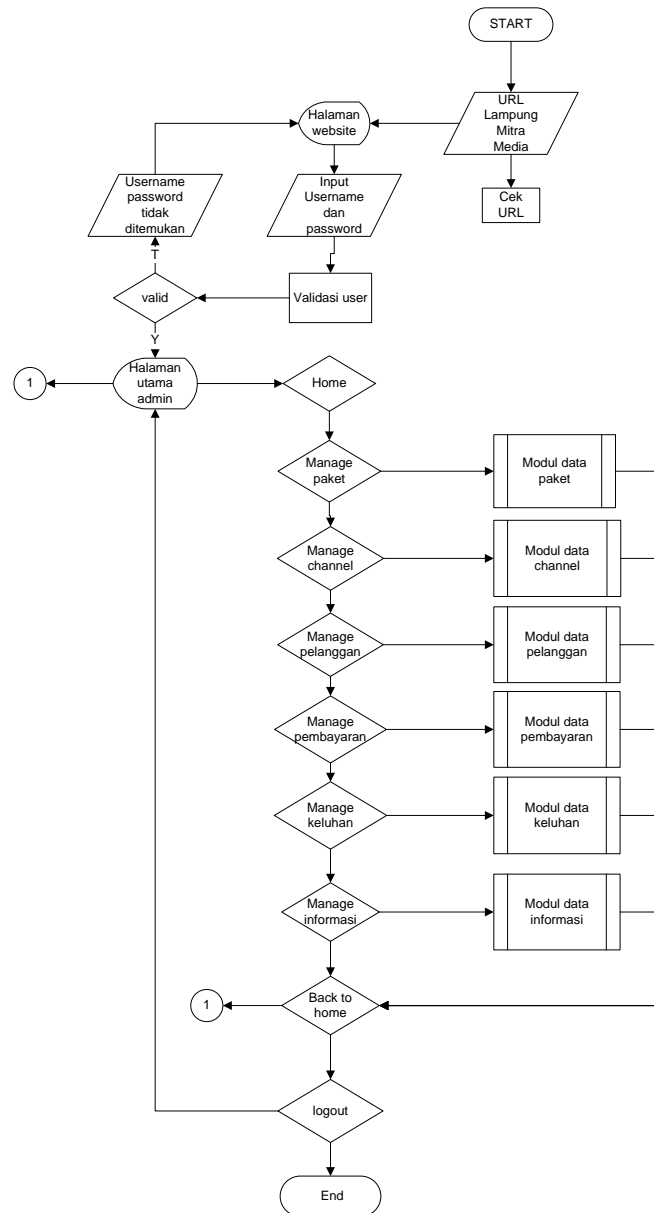 START
URL
Lampung
Mitra
Media
Halaman
website
Cek
URL
Username
password
tidak
ditemukan
Input
Username
dan
password
T
valid
Validasi user
Y
1
Halaman
utama
admin
Home
Manage
paket
Modul data
paket
Manage
channel
Modul data
channel
Manage
pelanggan
Modul data
pelanggan
Manage
pembayaran
Modul data
pembayaran
Manage
keluhan
Modul data
keluhan
Manage
informasi
Modul data
informasi
1
Back to
home
logout
End